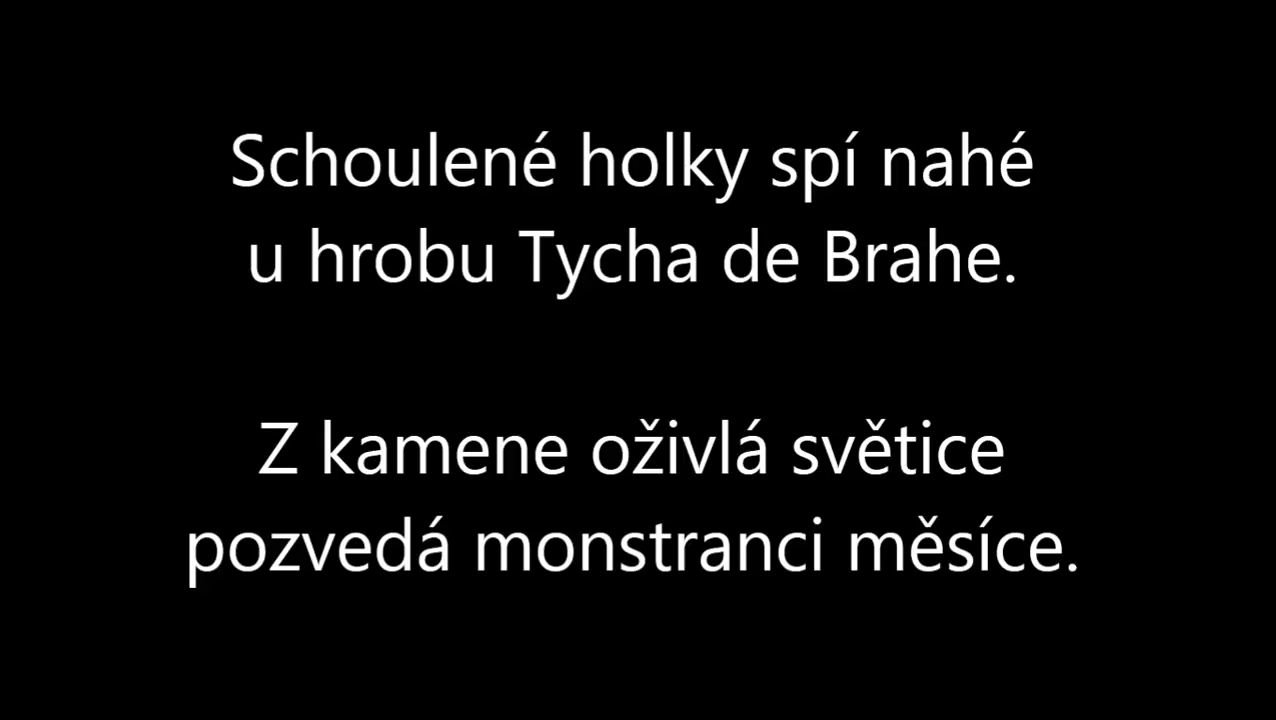 Schoulené holky spí nahé
u hrobu Tycha de Brahe.
Z kamene oživlá světice
pozvedá monstranci měsíce.